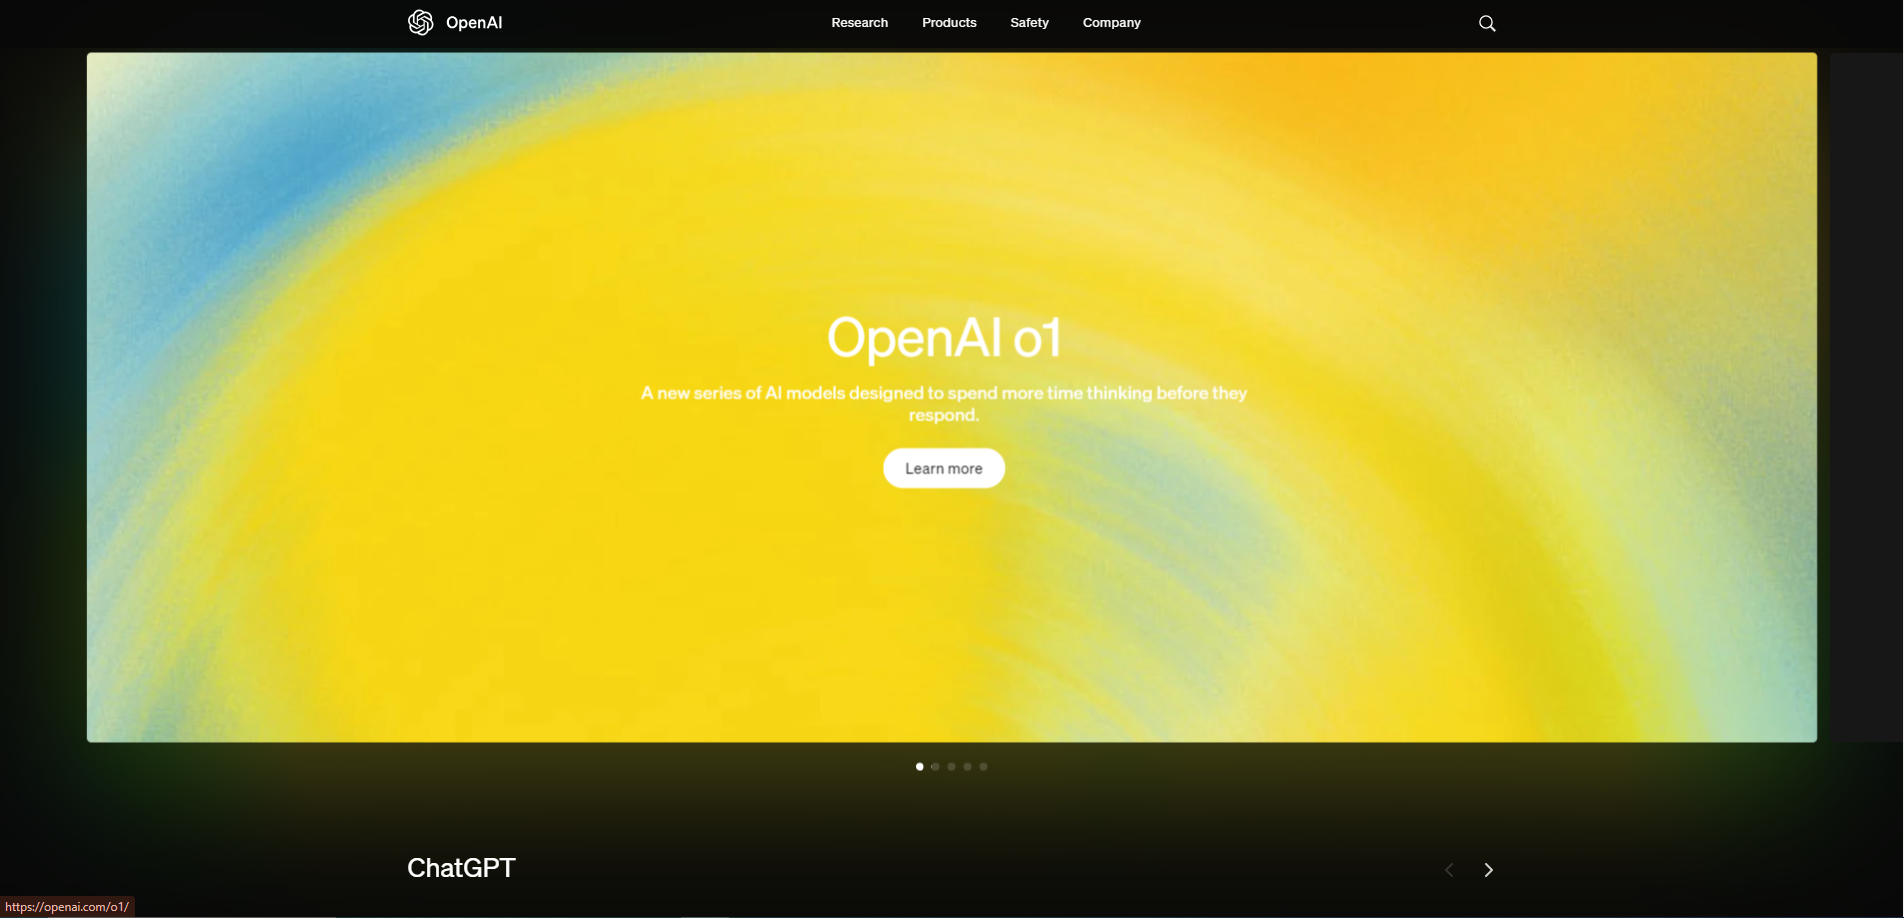 OpenAI
Research Products Safety Company
OpenAI o1
A new series of AI models designed to spend more time thinking before they
respond.
Learn more
ChatGPT
https://openai.com/o1/